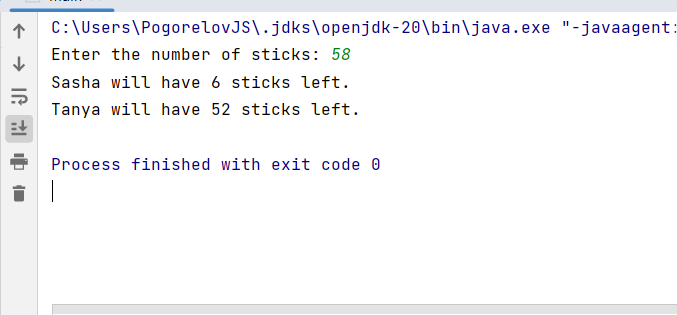 C:\Users\PogorelovJS\.jdks\openjdk-20\bin\java.exe "-javaagent:
Enter the number of sticks: 58
Sasha will have 6 sticks left.
Tanya will have 52 sticks left.
Process finished with exit code 0